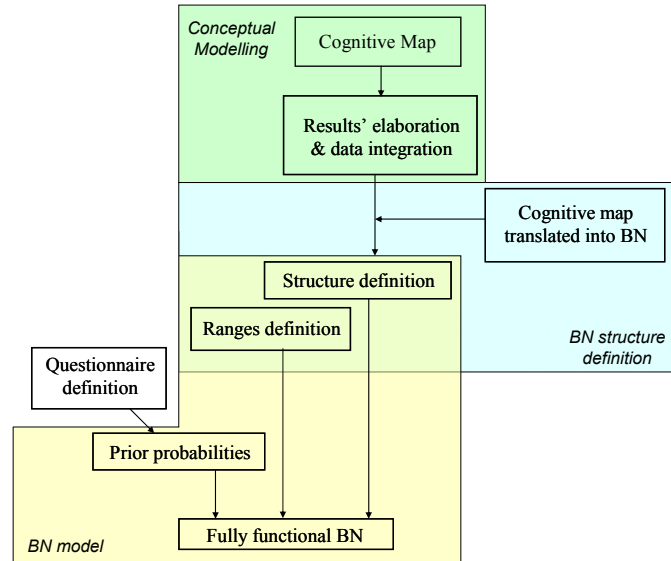 Conceptual
Modelling
Cognitive Map
Results’ elaboration
& data integration
Cognitive map
translated into BN
Structure definition
Ranges definition
BN structure
definition
Questionnaire
definition
Prior probabilities
Fully functional BN
BN model